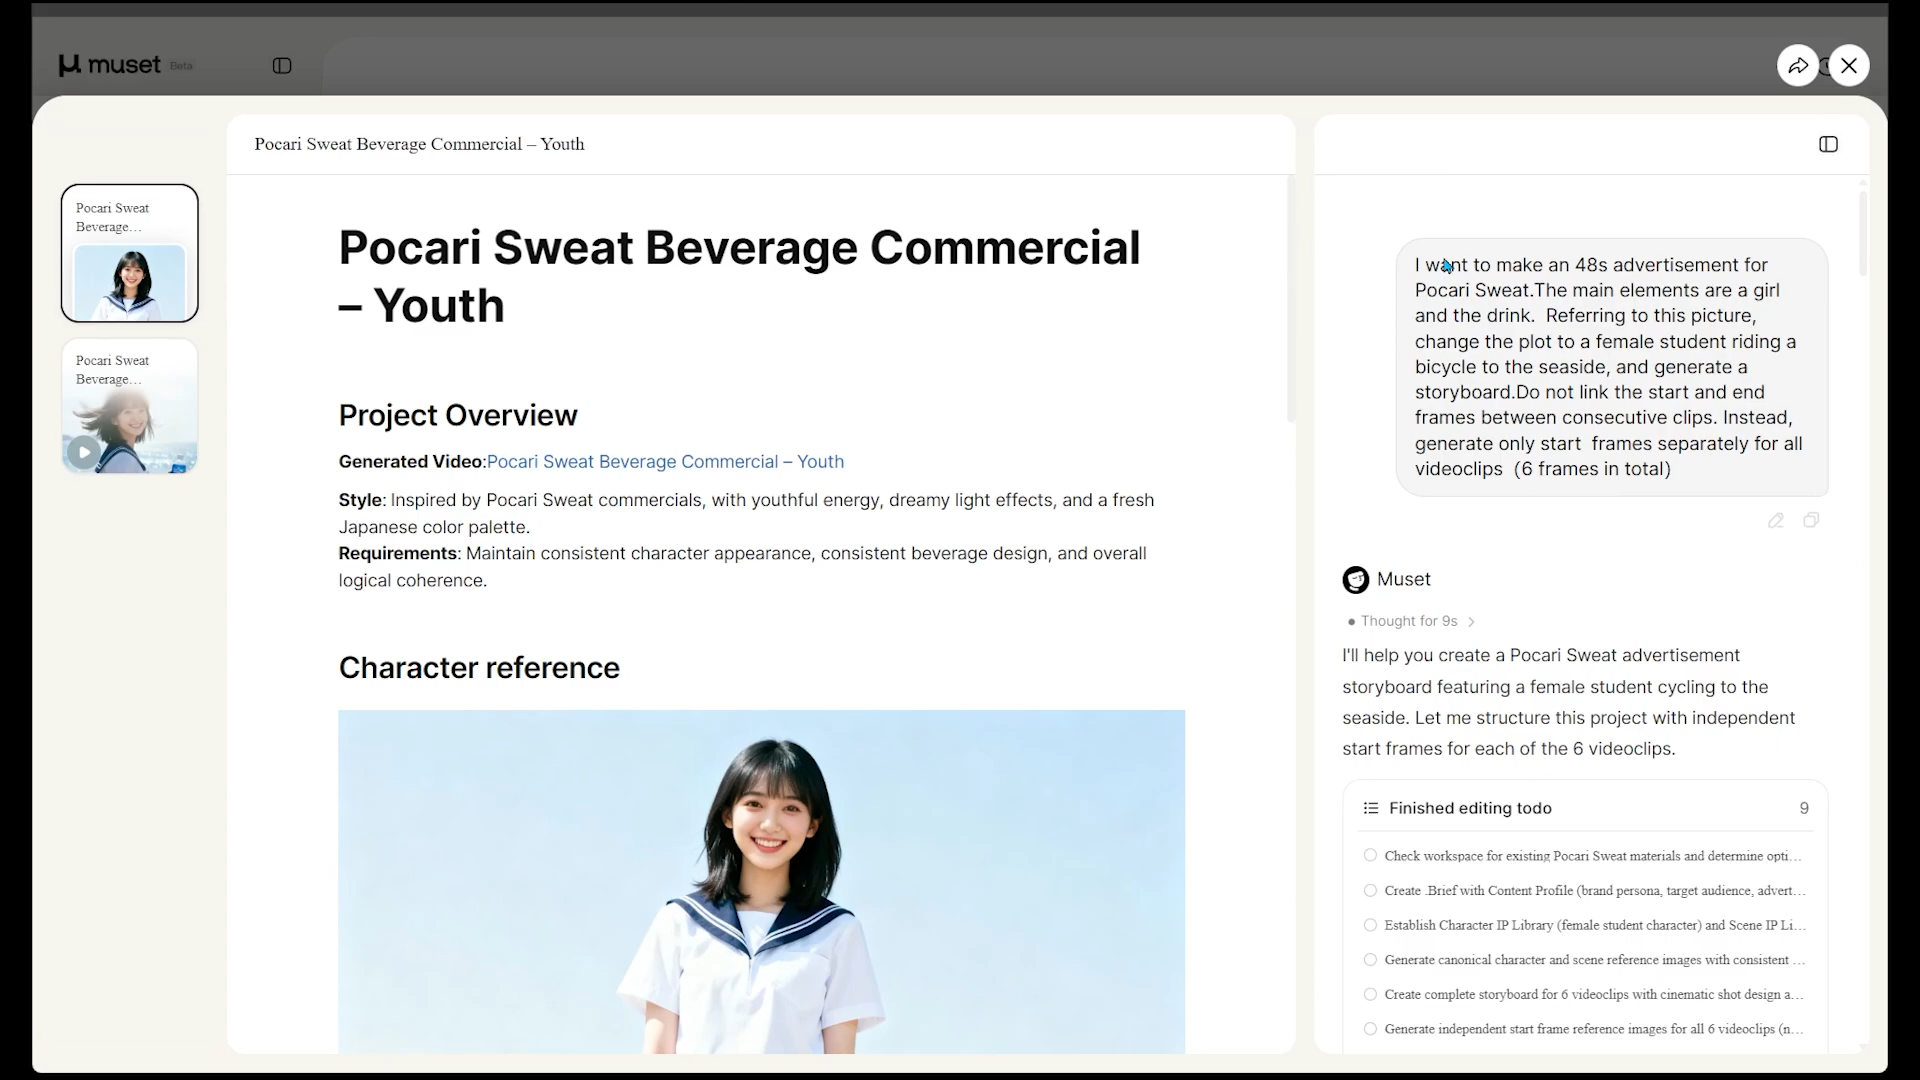 muset Beta
Pocari Sweat Beverage Commercial – Youth
Pocari Sweat
Beverage…
Pocari Sweat
Beverage…
Pocari Sweat Beverage Commercial
– Youth
Project Overview
Generated Video:Pocari Sweat Beverage Commercial – Youth
Style: Inspired by Pocari Sweat commercials, with youthful energy, dreamy light effects, and a fresh
Japanese color palette.
Requirements: Maintain consistent character appearance, consistent beverage design, and overall
logical coherence.
Character reference
I want to make an 48s advertisement for
Pocari Sweat.The main elements are a girl
and the drink.  Referring to this picture,
change the plot to a female student riding a
bicycle to the seaside, and generate a
storyboard.Do not link the start and end
frames between consecutive clips. Instead,
generate only start  frames separately for all
videoclips  (6 frames in total)
Muset
Thought for 9s
I'll help you create a Pocari Sweat advertisement
storyboard featuring a female student cycling to the
seaside. Let me structure this project with independent
start frames for each of the 6 videoclips.
Finished editing todo 9
Check workspace for existing Pocari Sweat materials and determine opti…
Create .Brief with Content Profile (brand persona, target audience, advert…
Establish Character IP Library (female student character) and Scene IP Li…
Generate canonical character and scene reference images with consistent …
Create complete storyboard for 6 videoclips with cinematic shot design a…
Generate independent start frame reference images for all 6 videoclips (n…